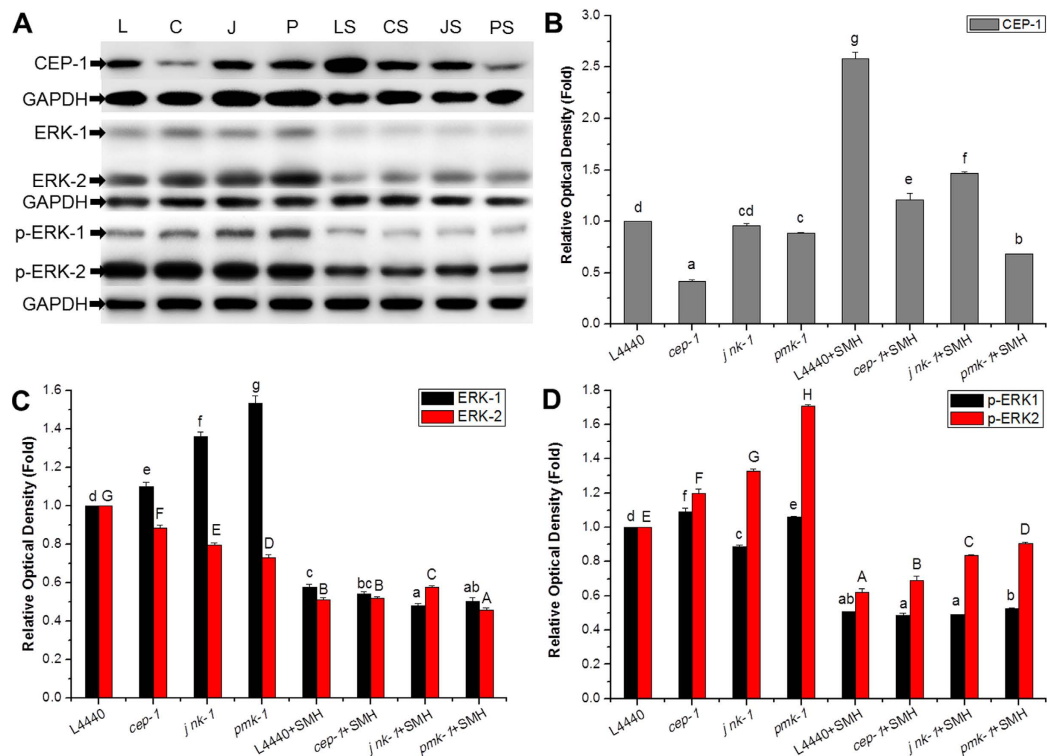 A
L C J P LS CS JS PS
CEP-1
GAPDH
ERK-1
ERK-2
GAPDH
p-ERK-1
p-ERK-2
GAPDH
B
CEP-1
Relative Optical Density (Fold)
3.0
2.5
2.0
1.5
1.0
0.5
0.0
d a cd c g e f b
L4440 cep-1 jnk-1 pmk-1 L4440+SMH cep-1+SMH jnk-1+SMH pmk-1+SMH
C
ERK-1
ERK-2
Relative Optical Density (Fold)
1.6
1.4
1.2
1.0
0.8
0.6
0.4
0.2
0.0
d G e F f E g D c B bc B a C ab A
L4440 cep-1 jnk-1 pmk-1 L4440+SMH cep-1+SMH jnk-1+SMH pmk-1+SMH
D
p-ERK1
p-ERK2
Relative Optical Density (Fold)
1.8
1.6
1.4
1.2
1.0
0.8
0.6
0.4
0.2
0.0
d E f F c G e H ab A a B a C b D
L4440 cep-1 jnk-1 pmk-1 L4440+SMH cep-1+SMH jnk-1+SMH pmk-1+SMH